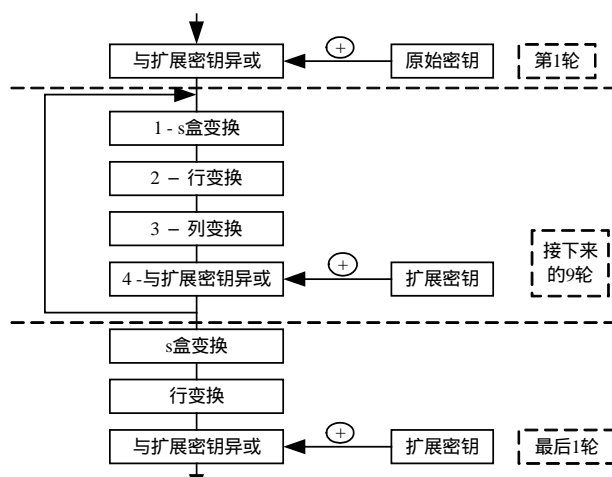 与扩展密钥异或
+
原始密钥
第1轮
1 - s盒变换
2 – 行变换
3 – 列变换
4 -与扩展密钥异或
+
扩展密钥
接下来
的9轮
s盒变换
行变换
与扩展密钥异或
+
扩展密钥
最后1轮